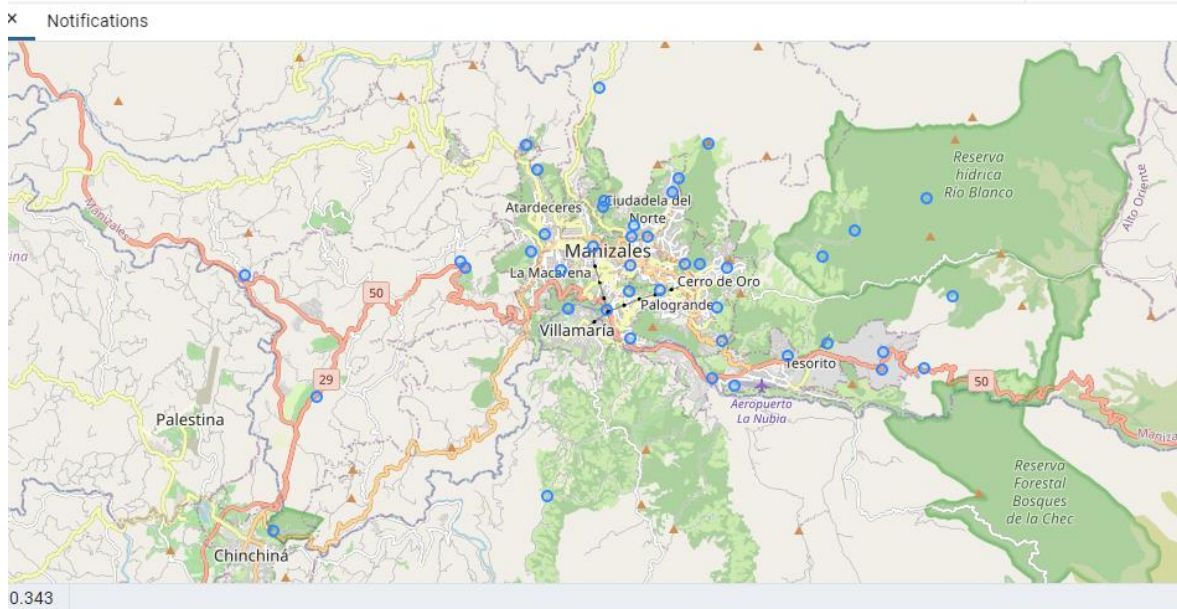 × Notifications
Reserva
hídrica
Río Blanco
Alto Oriente
Manizales
Atardeceres
Ciudadela del
Norte
Manizales
La Macarena
Cerro de Oro
50
Palogrande
Villamaría
Tesorito
29
50
Aeropuerto
La Nubia
Palestina
Reserva
Forestal
Bosques
de la Chec
Chinchiná
0.343